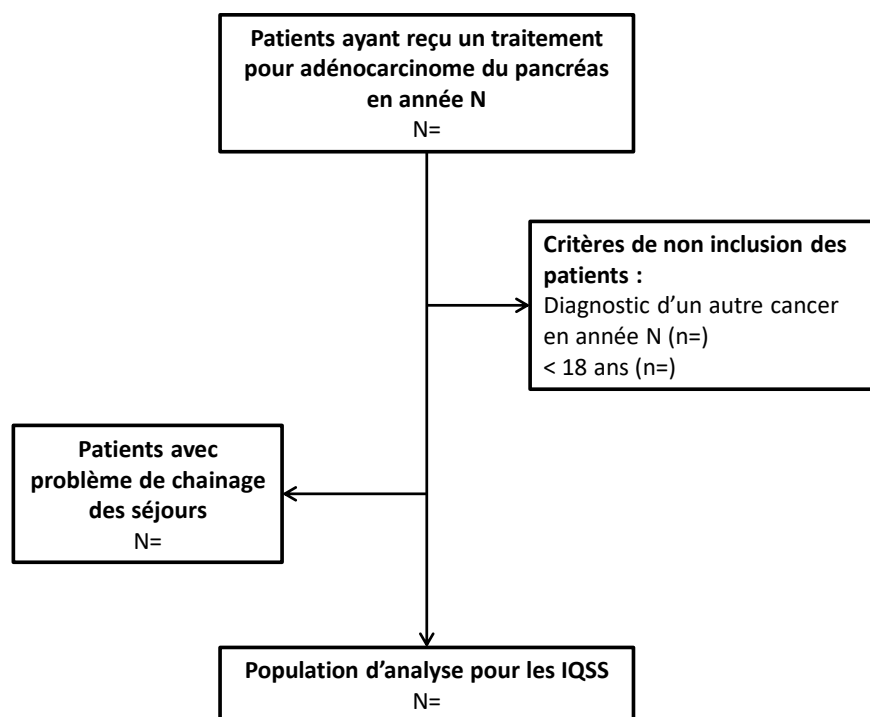 Patients ayant reçu un traitement
pour adénocarcinome du pancréas
en année N
N=
Critères de non inclusion des
patients :
Diagnostic d’un autre cancer
en année N (n=)
< 18 ans (n=)
Patients avec
problème de chainage
des séjours
N=
Population d’analyse pour les IQSS
N=